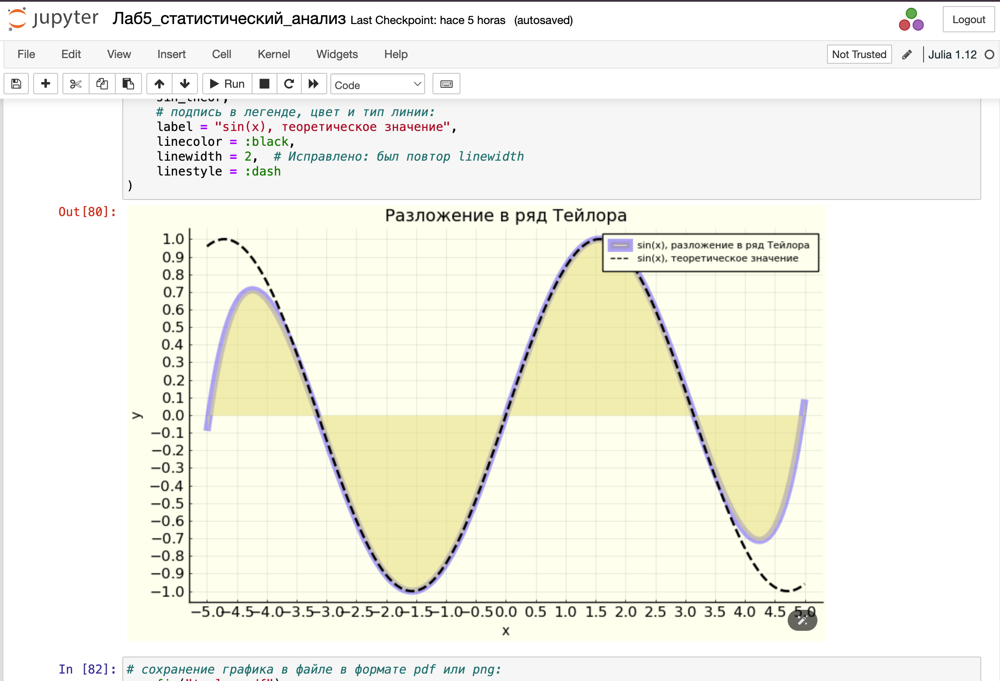 jupyter Лаб5_статистический_анализ Last Checkpoint: hace 5 horas (autosaved)
Logout
File Edit View Insert Cell Kernel Widgets Help
Not Trusted Julia 1.12
Run Code
# подпись в легенде, цвет и тип линии:
label = "sin(x), теоретическое значение",
linecolor = :black,
linewidth = 2, # Исправлено: был повтор linewidth
linestyle = :dash
)
Out[80]:
Разложение в ряд Тейлора
sin(x), разложение в ряд Тейлора
sin(x), теоретическое значение
1.0
0.9
0.8
0.7
0.6
0.5
0.4
0.3
0.2
0.1
0.0
−0.1
−0.2
−0.3
−0.4
−0.5
−0.6
−0.7
−0.8
−0.9
−1.0
y
−5.0 −4.5 −4.0 −3.5 −3.0 −2.5 −2.0 −1.5 −1.0 −0.5 0.0 0.5 1.0 1.5 2.0 2.5 3.0 3.5 4.0 4.5 5.0
x
In [82]:
# сохранение графика в файле в формате pdf или png: